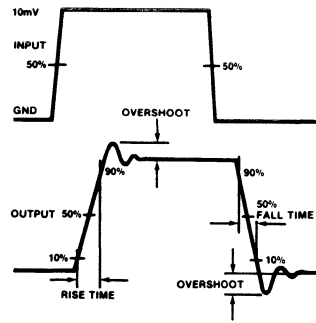 10mV
INPUT
50%
50%
GND
OVERSHOOT
90%
90%
OUTPUT
50%
50%
FALL TIME
10%
10%
RISE TIME
OVERSHOOT